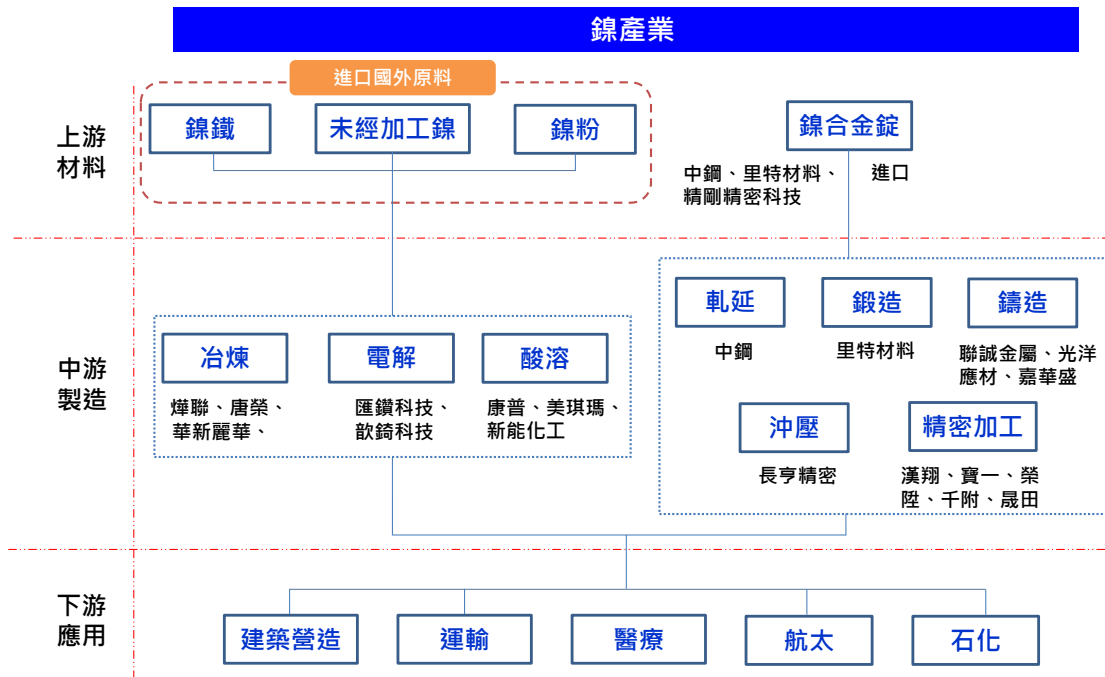 鎳產業
進口國外原料
上游
材料
鎳鐵
未經加工鎳
鎳粉
鎳合金錠
中鋼、里特材料、
精剛精密科技
進口
中游
製造
冶煉
電解
酸溶
燁聯、唐榮、
華新麗華、
匯鑽科技、
歆錡科技
康普、美琪瑪、
新能化工
軋延
鍛造
鑄造
中鋼
里特材料
聯誠金屬、光洋
應材、嘉華盛
沖壓
精密加工
長亨精密
漢翔、寶一、榮
陞、千附、晟田
下游
應用
建築營造
運輸
醫療
航太
石化